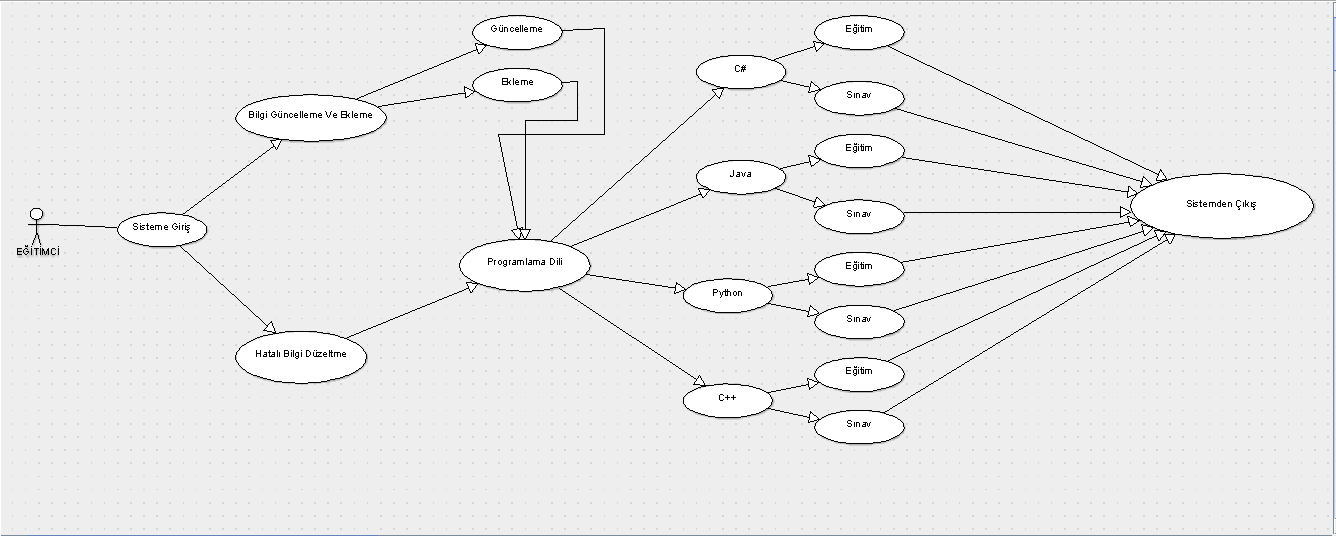 Güncelleme
Ekleme
Bilgi Güncelleme Ve Ekleme
Sisteme Giriş
EĞİTİMCİ
Hatalı Bilgi Düzeltme
Programlama Dili
C#
Eğitim
Sınav
Java
Eğitim
Sınav
Python
Eğitim
Sınav
C++
Eğitim
Sınav
Sistemden Çıkış